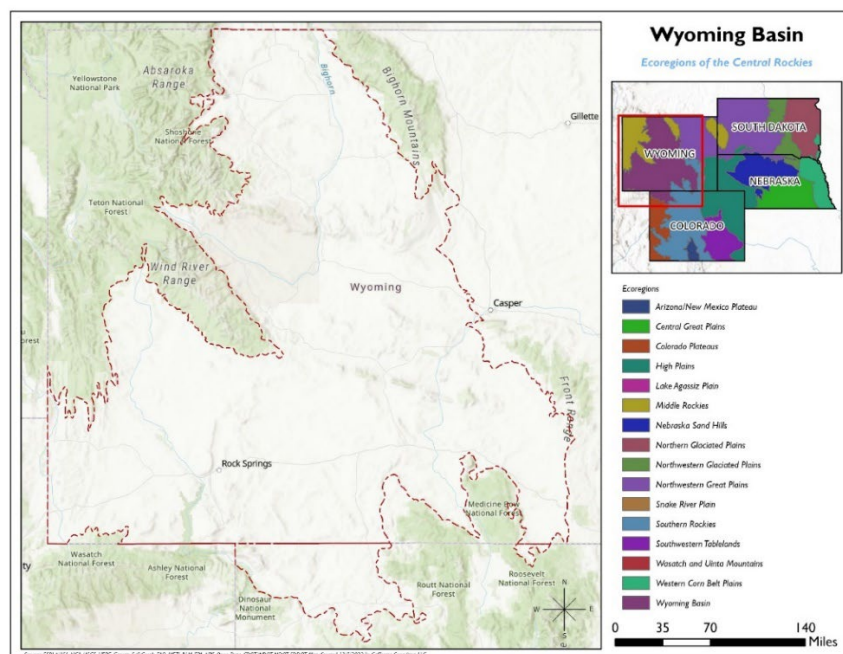 Wyoming Basin
Ecoregions of the Central Rockies
Absaroka
Range
Yellowstone
National Park
Bighorn
Bighorn Mountains
Gillette
Shoshone
National Forest
Teton National
Forest
Wind River
Range
Wyoming
Casper
Forest
Front Range
Rock Springs
Medicine Bow
National Forest
Wasatch
National Forest
Ashley National
Forest
Dinosaur
National
Monument
Routt National
Forest
Roosevelt
National Forest
N
W
E
S
SOUTH DAKOTA
WYOMING
NEBRASKA
COLORADO
Ecoregions
Arizona/New Mexico Plateau
Central Great Plains
Colorado Plateaus
High Plains
Lake Agassiz Plain
Middle Rockies
Nebraska Sand Hills
Northern Glaciated Plains
Northwestern Glaciated Plains
Northwestern Great Plains
Snake River Plain
Southern Rockies
Southwestern Tablelands
Wasatch and Uinta Mountains
Western Corn Belt Plains
Wyoming Basin
0 35 70 140
Miles